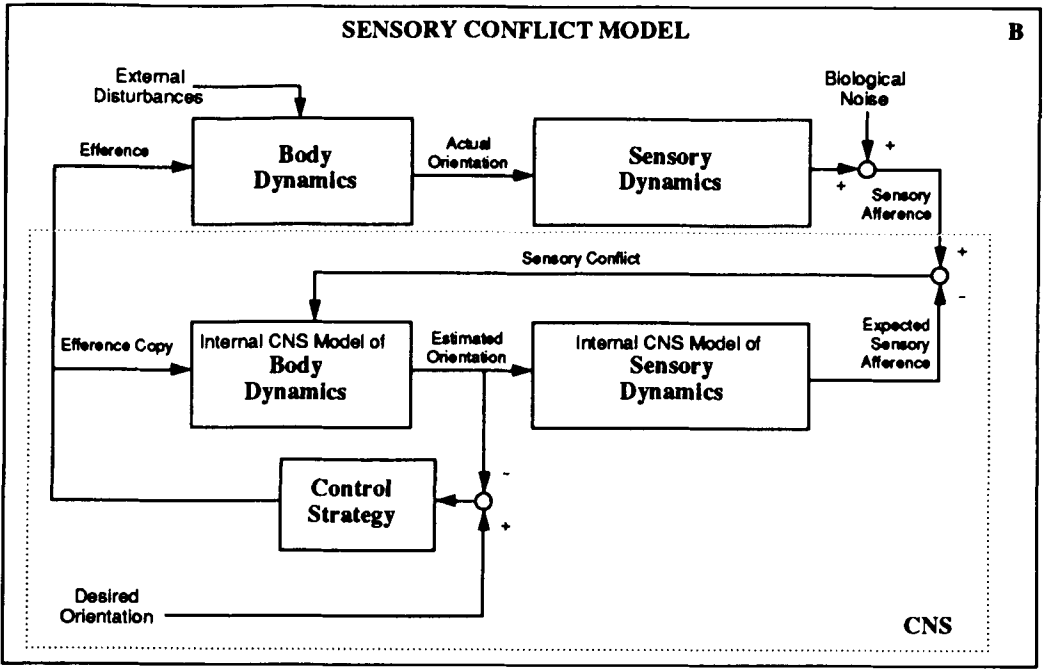 SENSORY CONFLICT MODEL
B
External
Disturbances
Biological
Noise
Efference
Body
Dynamics
Actual
Orientation
Sensory
Dynamics
+
+
Sensory
Afference
Sensory Conflict
+
-
Efference Copy
Internal CNS Model of
Body
Dynamics
Estimated
Orientation
Internal CNS Model of
Sensory
Dynamics
Expected
Sensory
Afference
Control
Strategy
-
+
Desired
Orientation
CNS